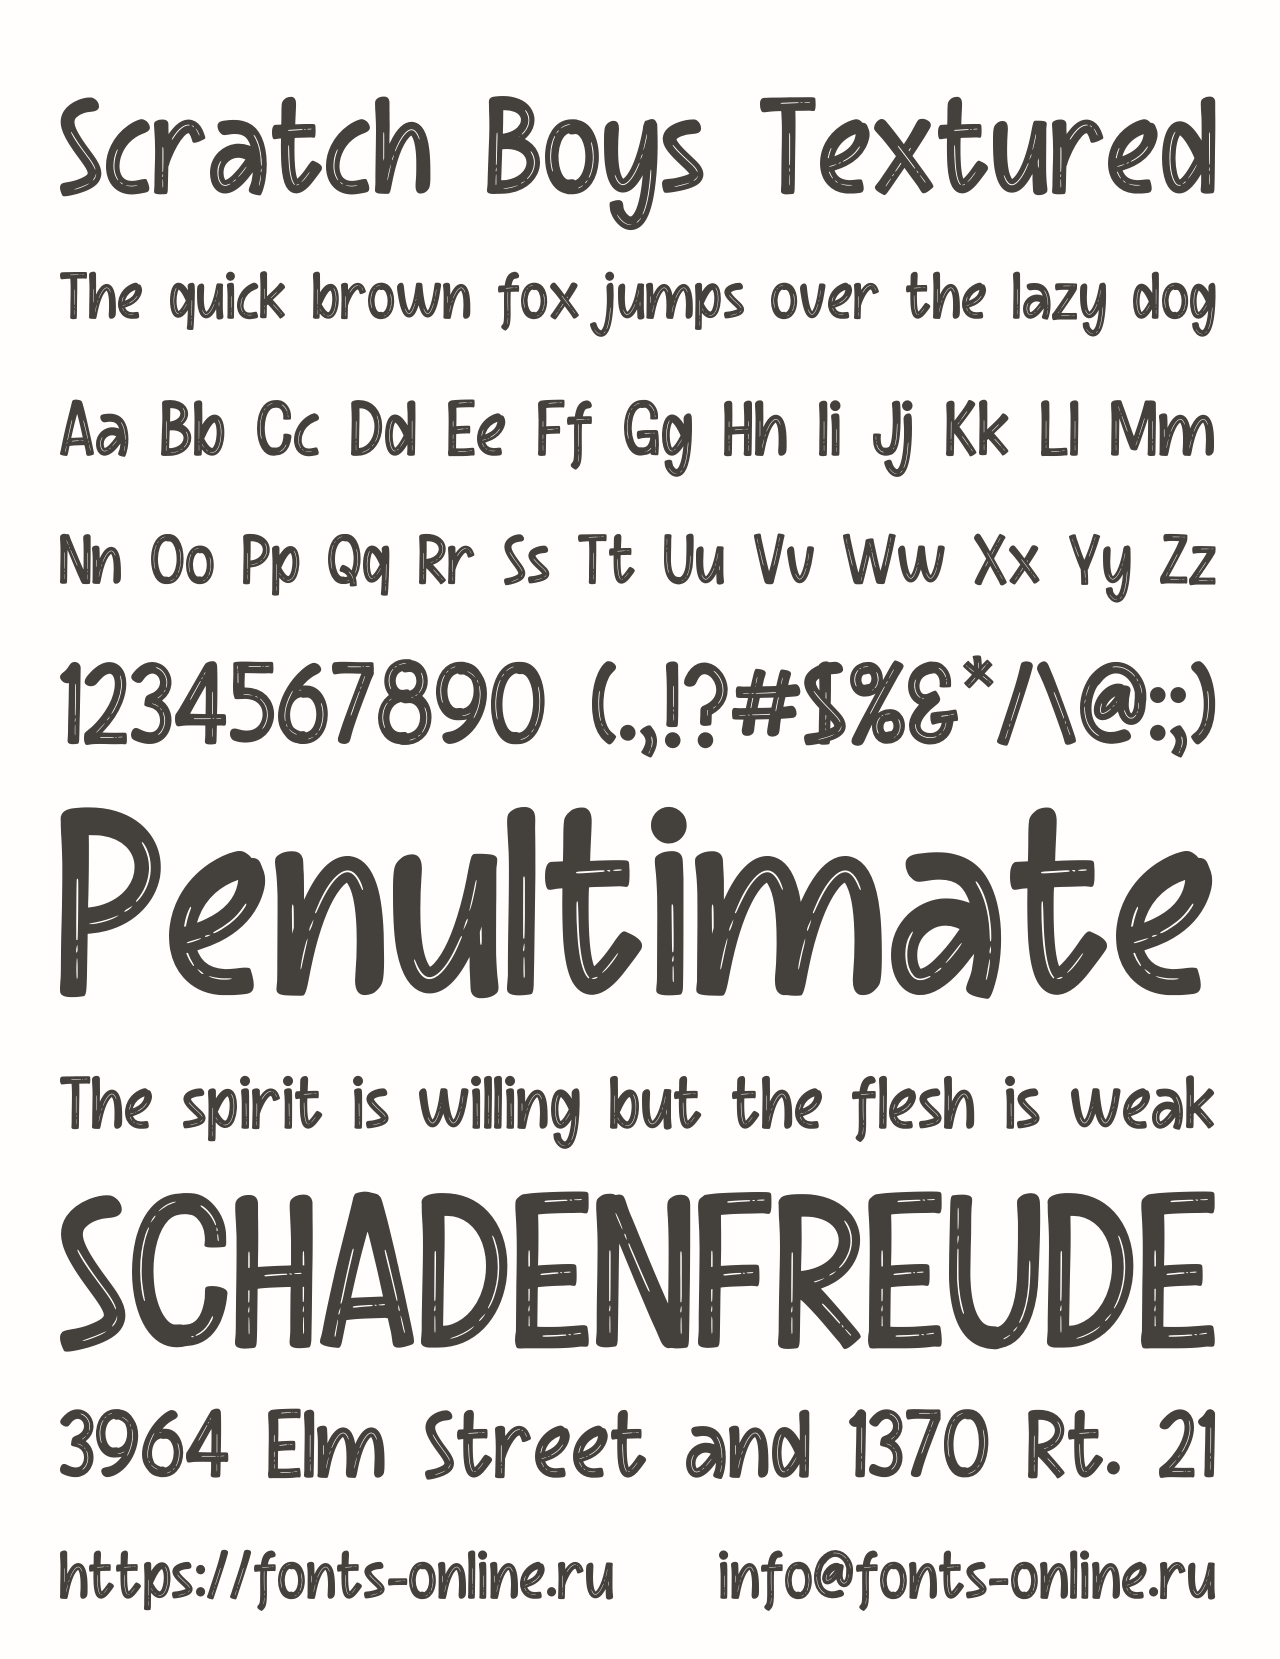 Scratch Boys Textured
The quick brown fox jumps over the lazy dog
Aa Bb Cc Dd Ee Ff Gg Hh Ii Jj Kk Ll Mm
Nn Oo Pp Qq Rr Ss Tt Uu Vv Ww Xx Yy Zz
1234567890 (.,!?#$%&*/\@:;)
Penultimate
The spirit is willing but the flesh is weak
SCHADENFREUDE
3964 Elm Street and 1370 Rt. 21
https://fonts-online.ru info@fonts-online.ru